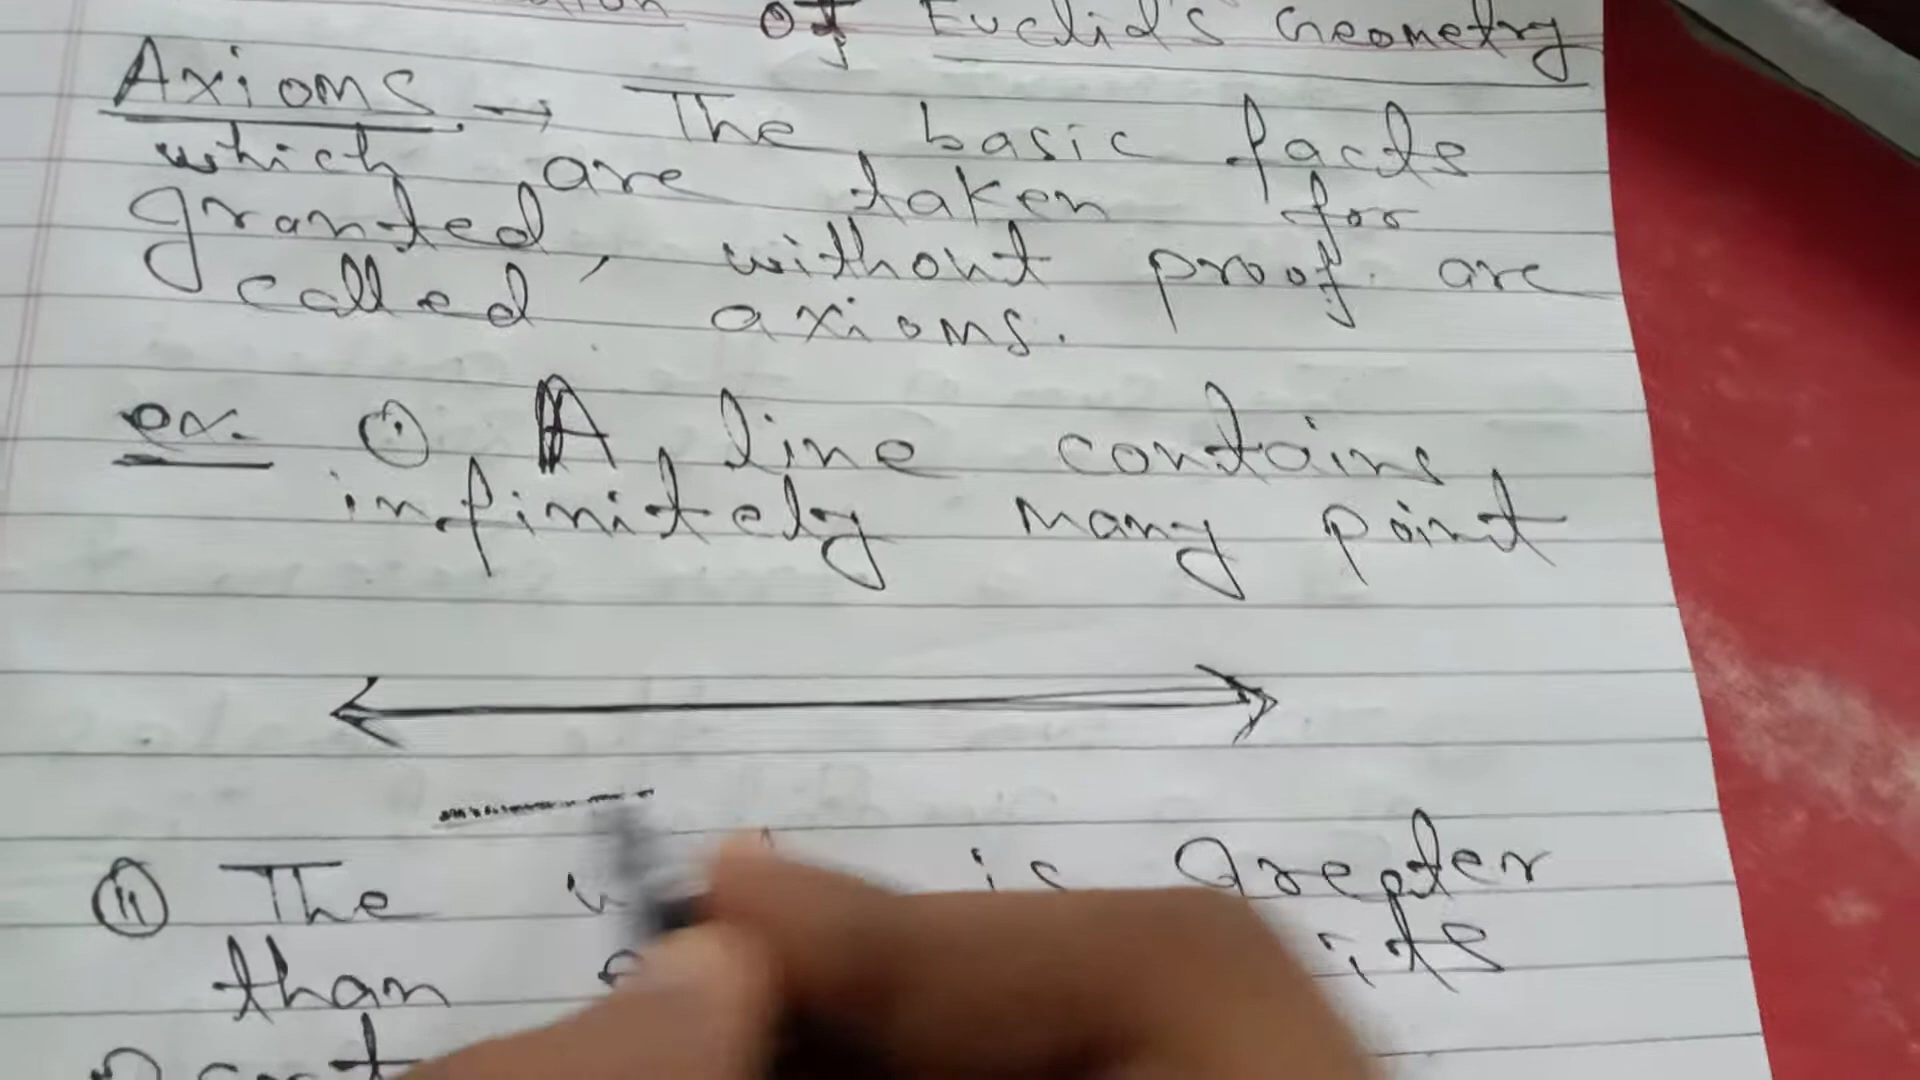 of Euclid's Geometry
Axioms → The basic facts
which are taken for
granted, without proof are
called axioms.
ex. (i) A line contains
infinitely many point
(ii) The is greater
than its